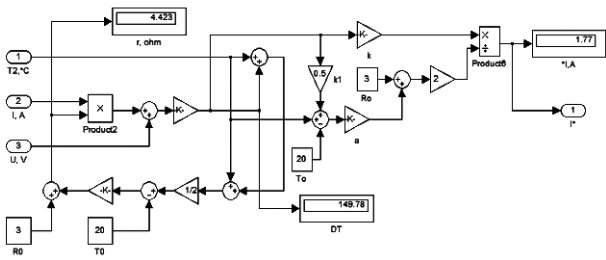 4.423
r, ohm
1
T2,*C
K-
k
×
÷
Product6
1.77
*I,A
0.5
k1
3
Ro
2
2
I, A
×
Product2
K-
K-
a
1
I*
3
U, V
20
To
-K-
1/2
149.78
DT
3
R0
20
T0